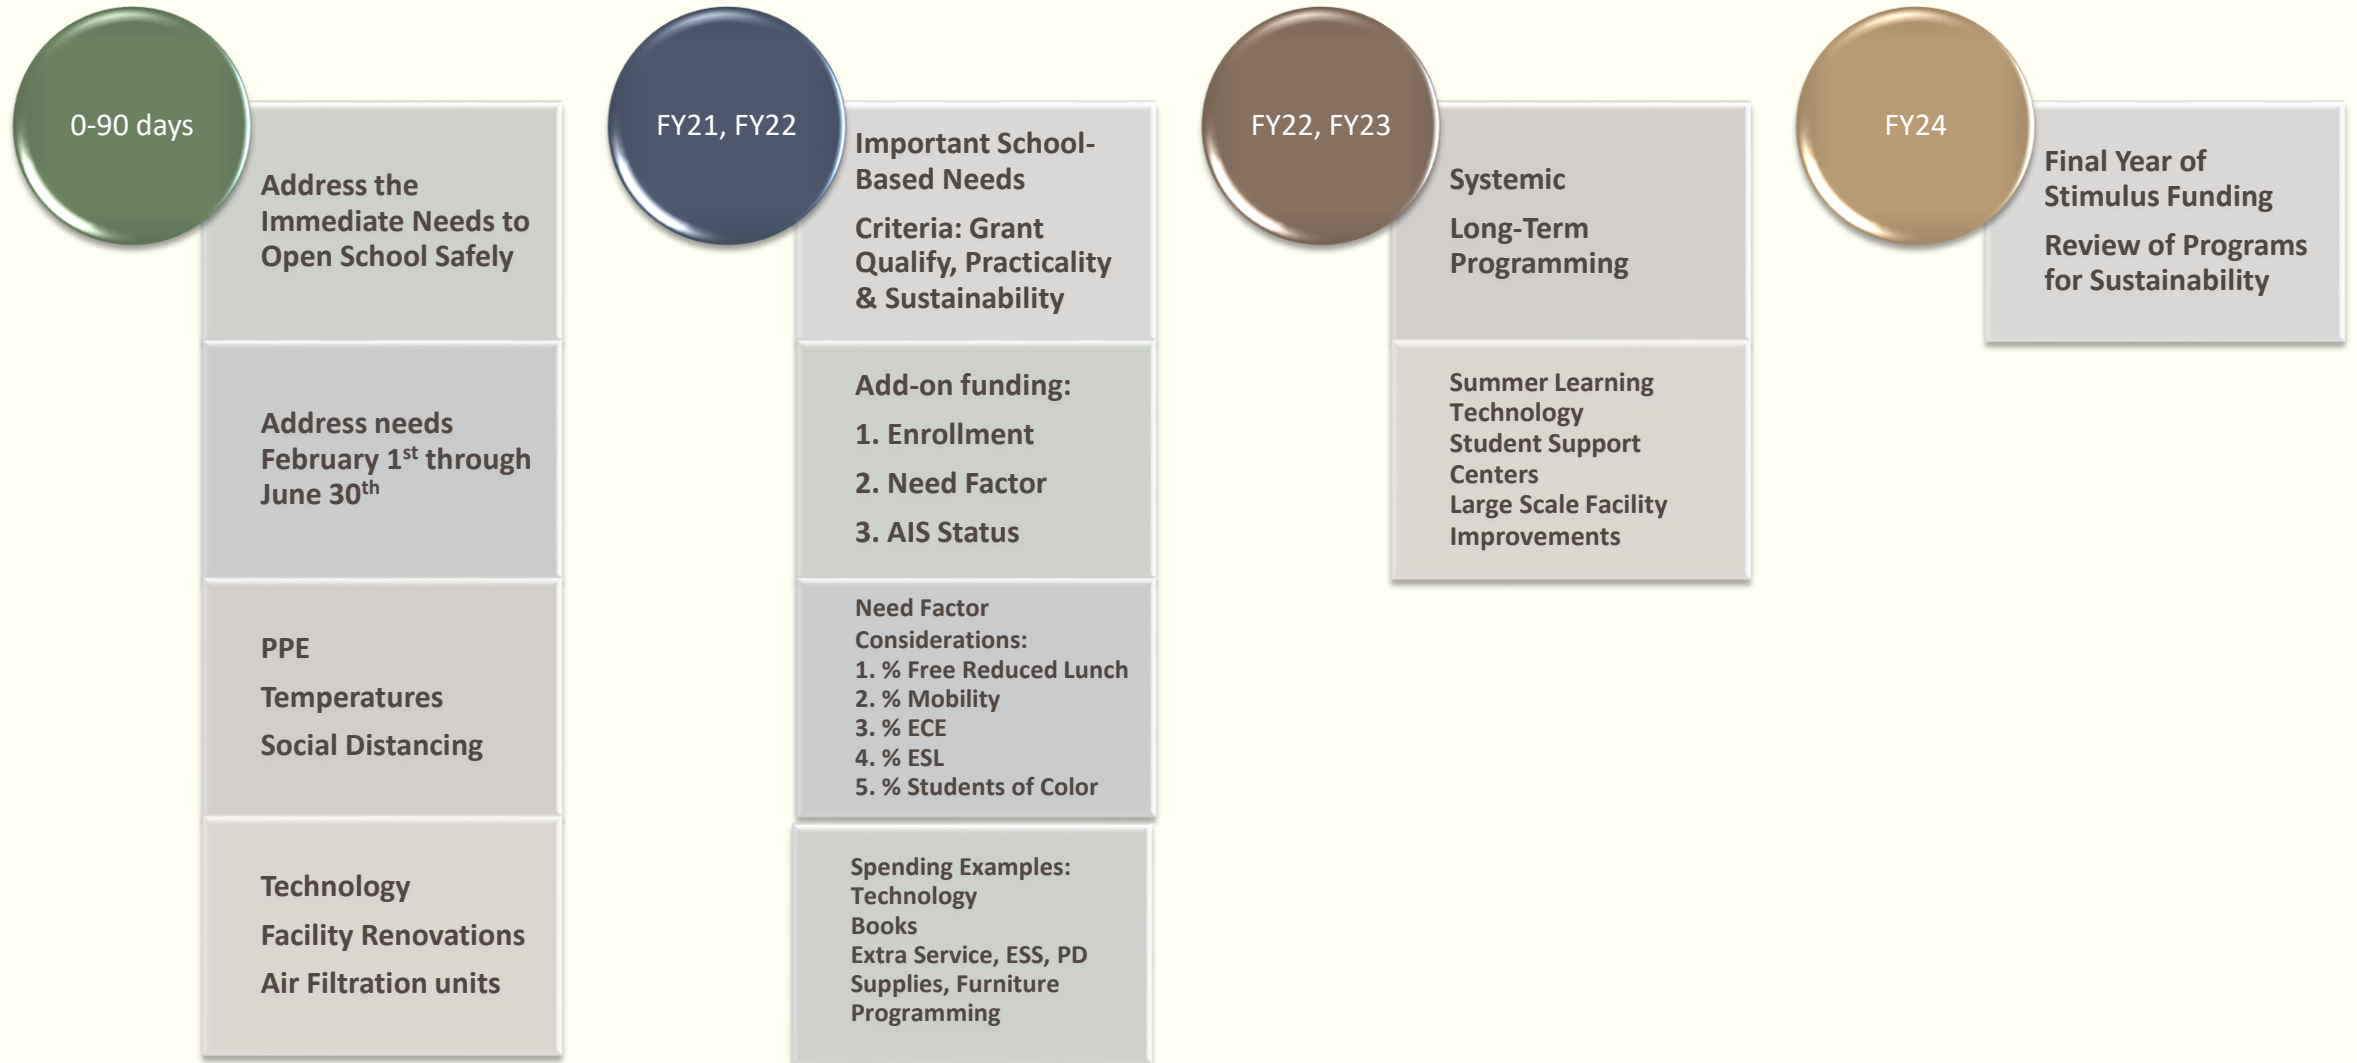 0-90 days
Address the
Immediate Needs to
Open School Safely
Address needs
February 1st through
June 30th
PPE
Temperatures
Social Distancing
Technology
Facility Renovations
Air Filtration units
FY21, FY22
Important School-
Based Needs
Criteria: Grant
Qualify, Practicality
& Sustainability
Add-on funding:
1. Enrollment
2. Need Factor
3. AIS Status
Need Factor
Considerations:
1. % Free Reduced Lunch
2. % Mobility
3. % ECE
4. % ESL
5. % Students of Color
Spending Examples:
Technology
Books
Extra Service, ESS, PD
Supplies, Furniture
Programming
FY22, FY23
Systemic
Long-Term
Programming
Summer Learning
Technology
Student Support
Centers
Large Scale Facility
Improvements
FY24
Final Year of
Stimulus Funding
Review of Programs
for Sustainability